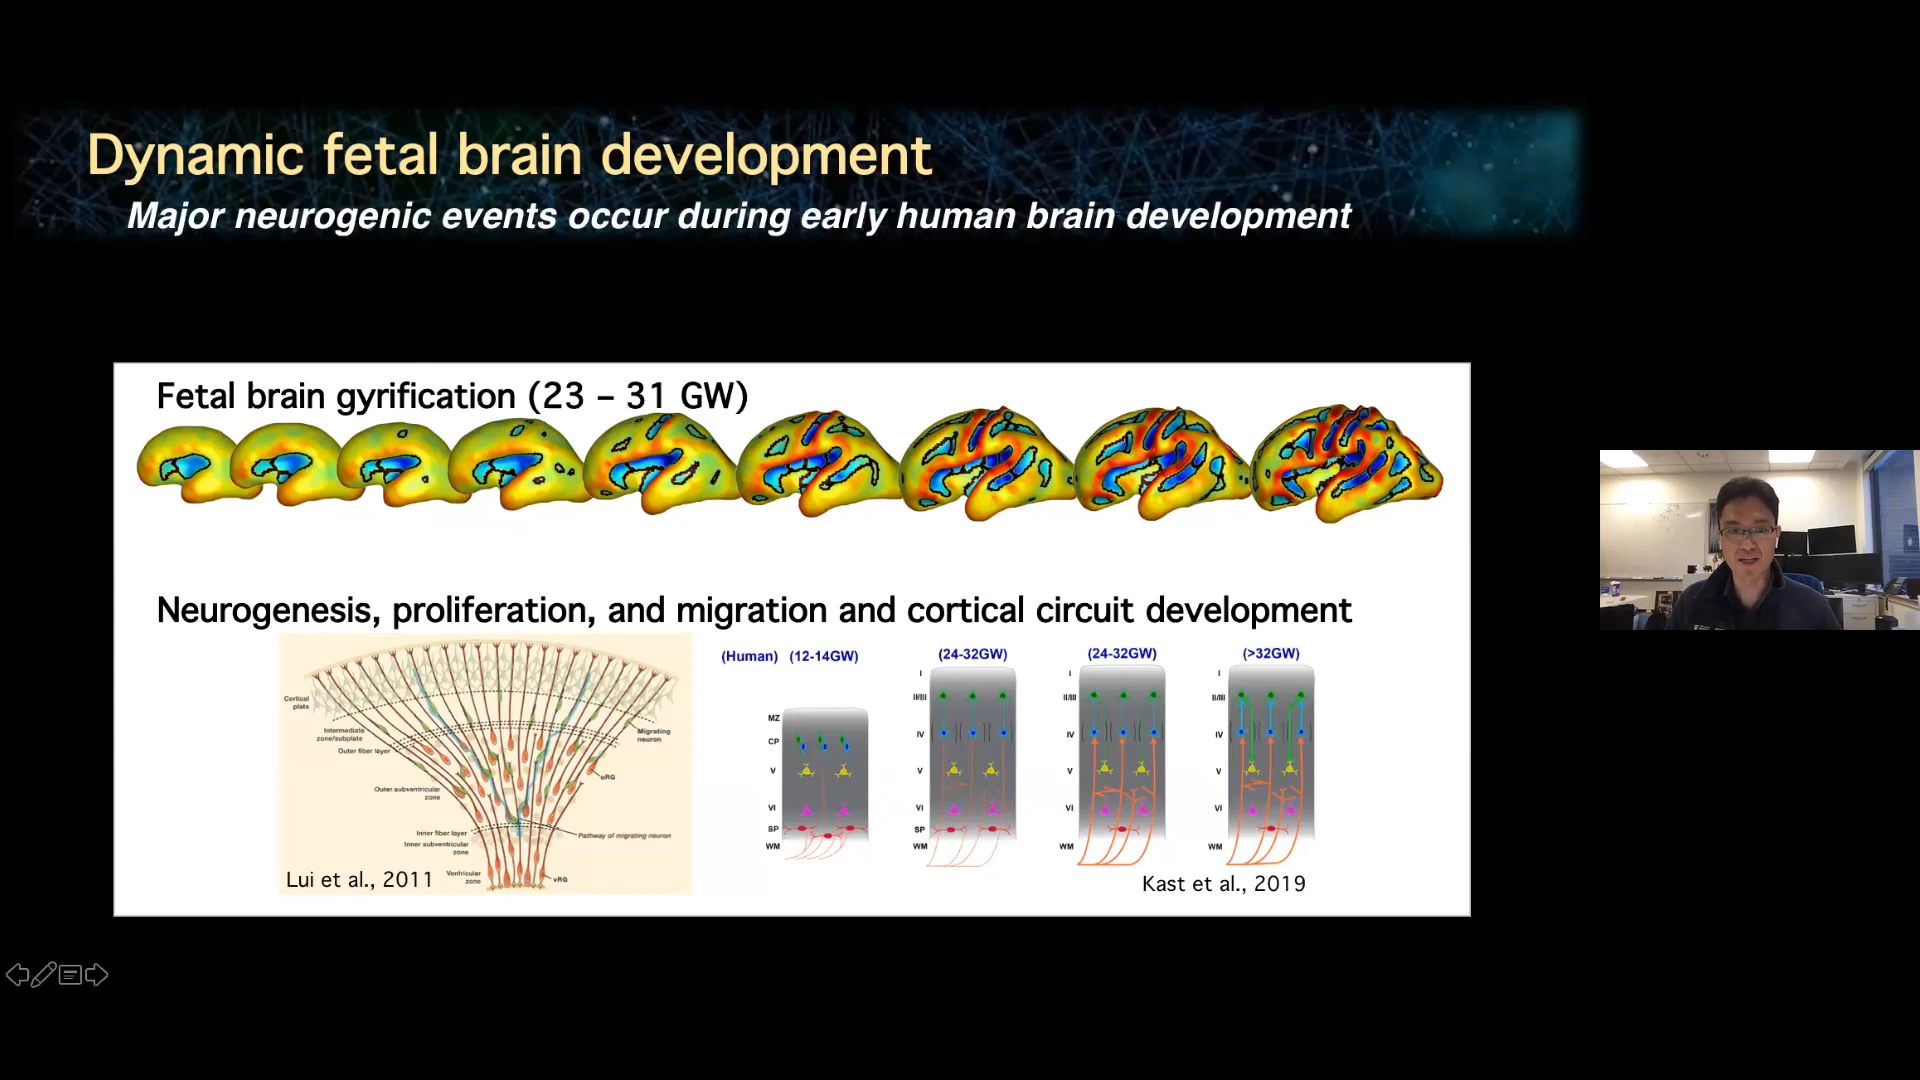 Dynamic fetal brain development
Major neurogenic events occur during early human brain development
Fetal brain gyrification (23 – 31 GW)
Neurogenesis, proliferation, and migration and cortical circuit development
Cortical
plate
Intermediate
zone/subplate
Outer fiber layer
Migrating
neuron
oRG
Outer subventricular
zone
Inner fiber layer
Inner subventricular
zone
Pathway of migrating neuron
Ventricular
zone
vRG
Lui et al., 2011
(Human) (12-14GW)
MZ
CP
V
VI
SP
WM
(24-32GW)
I
II/III
IV
V
VI
SP
WM
(24-32GW)
I
II/III
IV
V
VI
WM
(>32GW)
I
II/III
IV
V
VI
WM
Kast et al., 2019